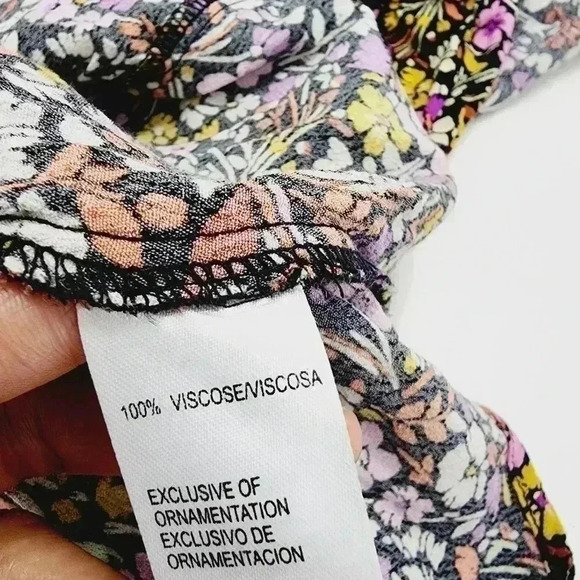 100% VISCOSE/VISCOSA
EXCLUSIVE OF
ORNAMENTATION
EXCLUSIVO DE
ORNAMENTACION